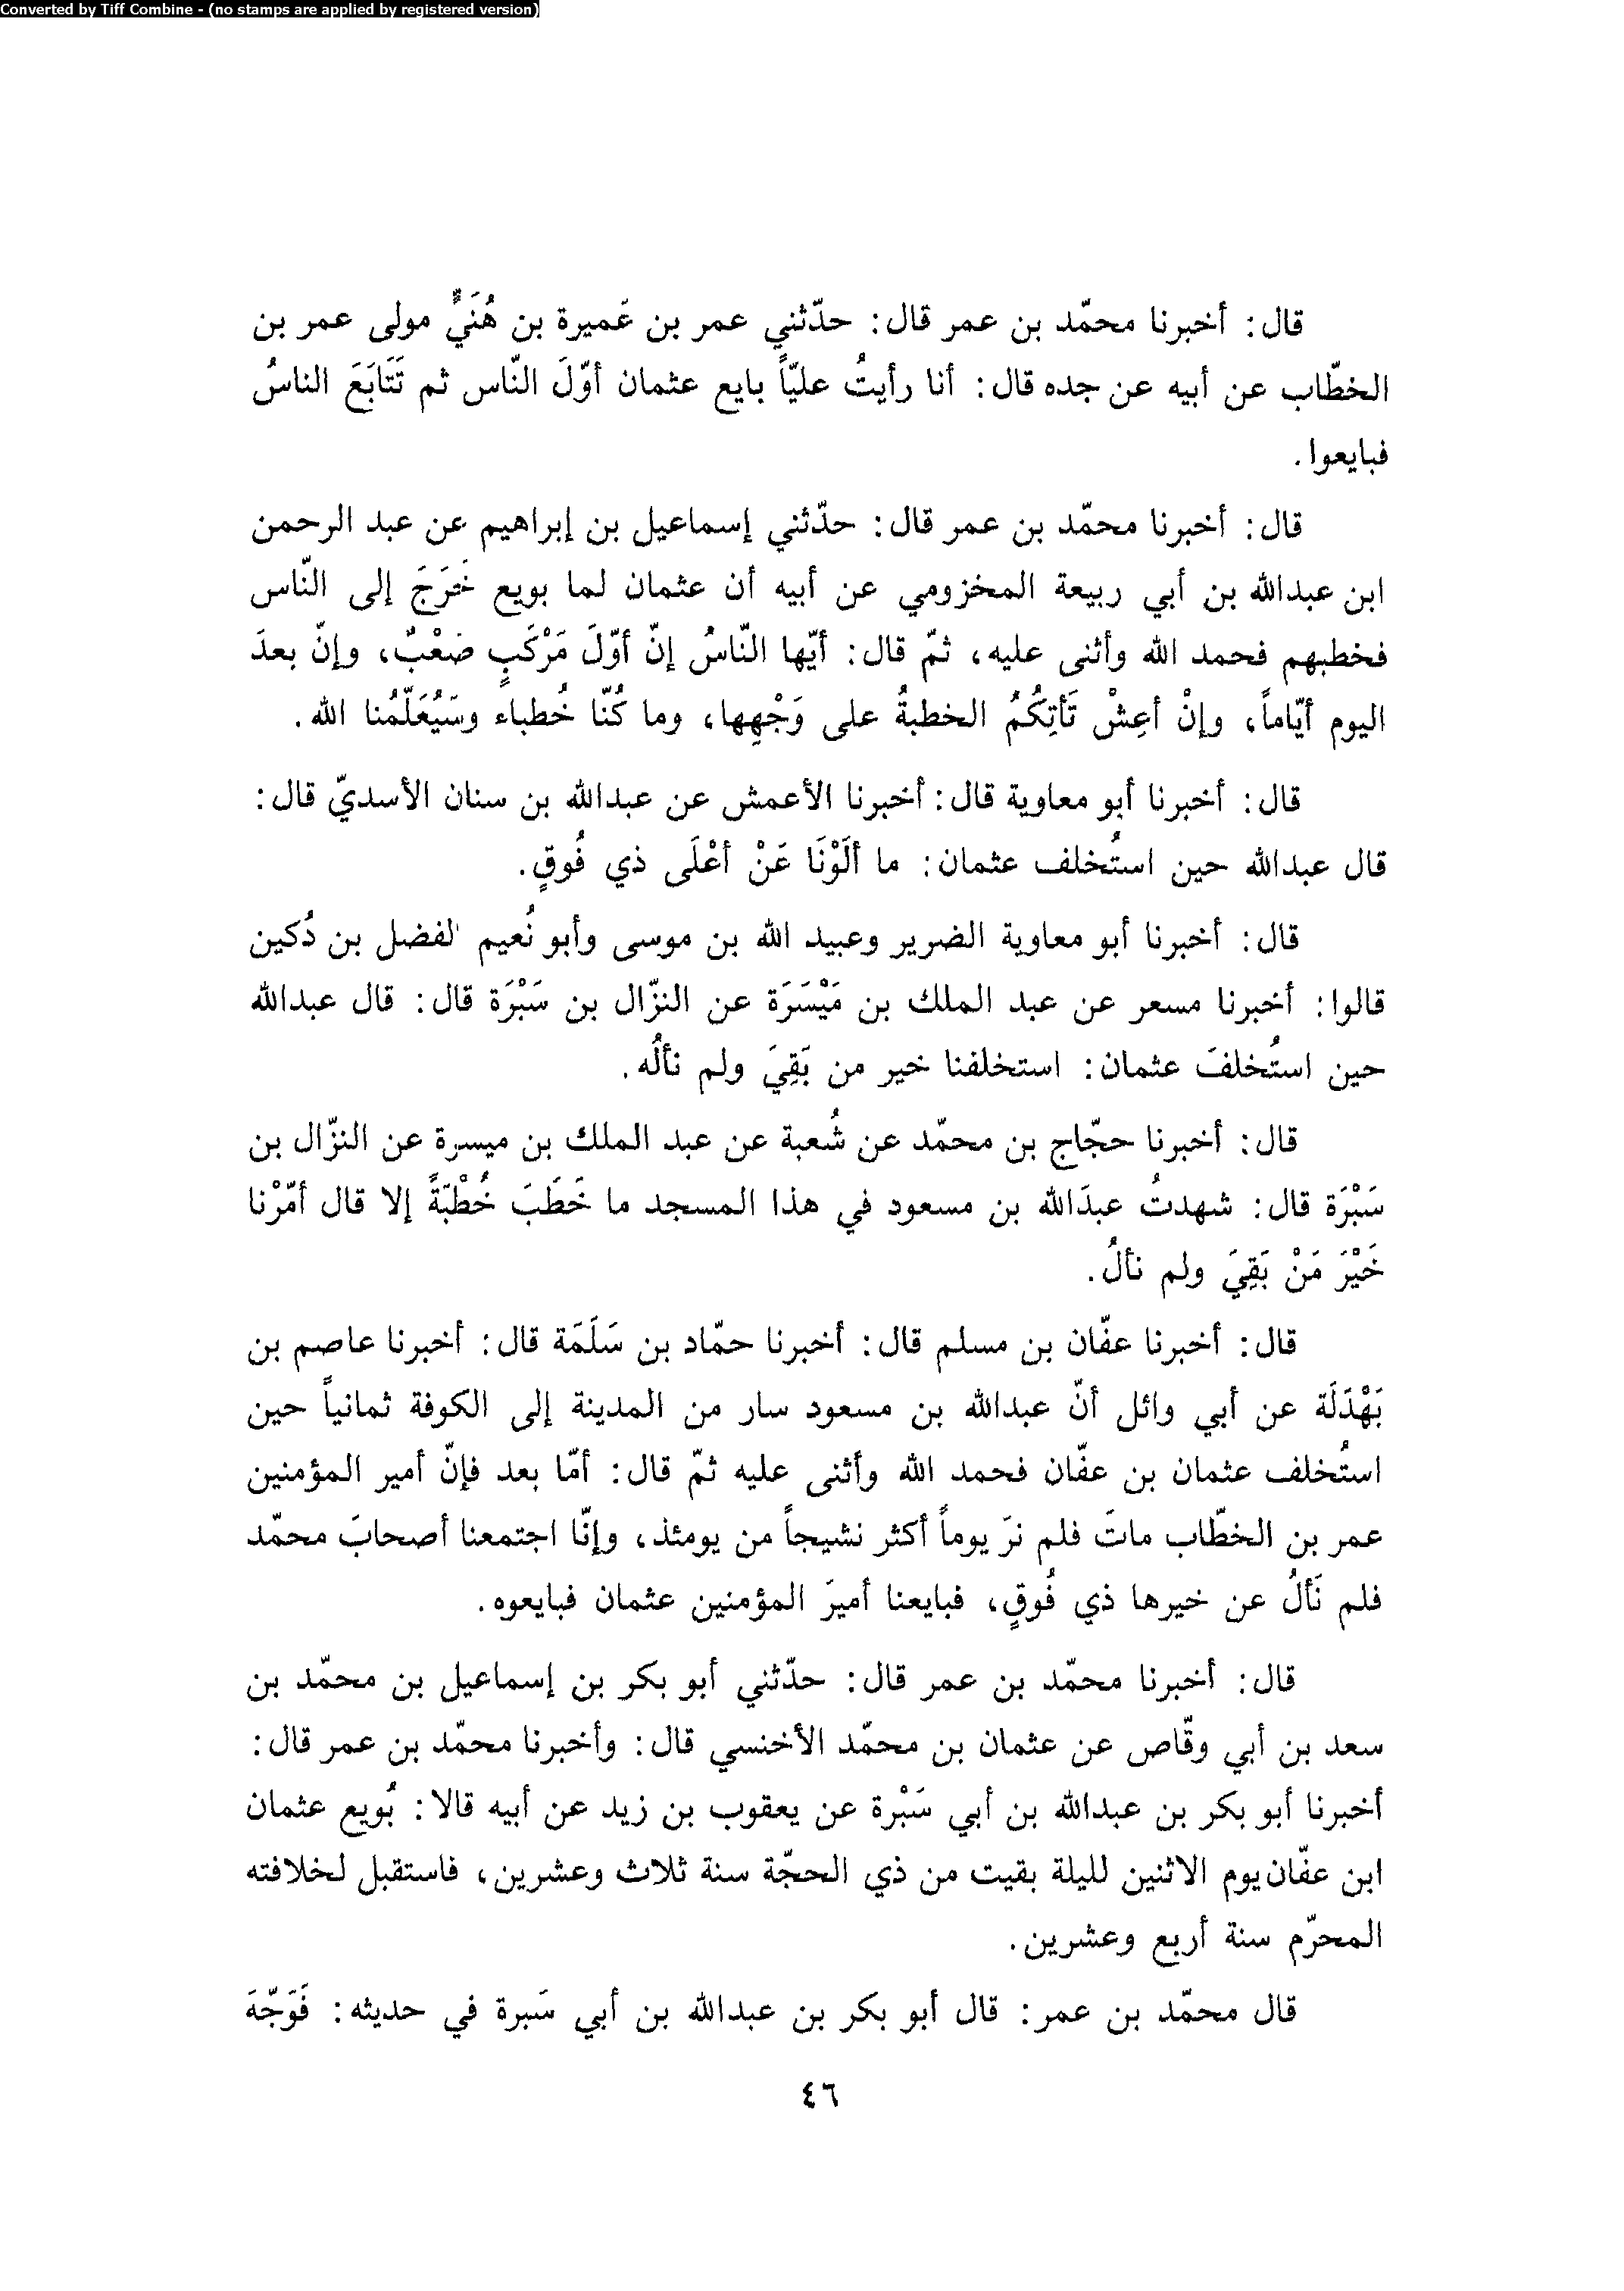 Converted by Tiff Combine - (no stamps are applied by registered version)
قال: أخبرنا محمّد بن عمر قال: حدّثني عمر بن عَميرة بن هُنَيٍّ مولى عمر بن
الخطّاب عن أبيه عن جده قال: أنا رأيتُ عليّاً بايع عثمان أوّلَ النّاس ثم تَتَابَعَ الناسُ
فبايعوا.
قال: أخبرنا محمّد بن عمر قال: حدّثني إسماعيل بن إبراهيم عن عبد الرحمن
ابن عبدالله بن أبي ربيعة المخزومي عن أبيه أن عثمان لما بويع خَرَجَ إلى النّاس
فخطبهم فحمد الله وأثنى عليه، ثمّ قال: أيّها النّاسُ إنّ أوّلَ مَرْكَبٍ صَعْبٌ، وإنّ بعدَ
اليوم أيّاماً، وإنْ أعِشْ تَأتِكُمُ الخطبةُ على وَجْهِها، وما كُنّا خُطباء وسَيُعَلّمُنا الله.
قال: أخبرنا أبو معاوية قال: أخبرنا الأعمش عن عبدالله بن سنان الأسديّ قال:
قال عبدالله حين استُخلف عثمان: ما ألَوْنَا عَنْ أعْلَى ذي فُوقٍ.
قال: أخبرنا أبو معاوية الضرير وعبيد الله بن موسى وأبو نُعيم الفضل بن دُكين
قالوا: أخبرنا مسعر عن عبد الملك بن مَيْسَرَة عن النزّال بن سَبْرَة قال: قال عبدالله
حين استُخلفَ عثمان: استخلفنا خير من بَقِيَ ولم نألُه.
قال: أخبرنا حجّاج بن محمّد عن شُعبة عن عبد الملك بن ميسرة عن النزّال بن
سَبْرَة قال: شهدتُ عبدَالله بن مسعود في هذا المسجد ما خَطَبَ خُطْبَةً إلا قال أمّرْنا
خَيْرَ مَنْ بَقِيَ ولم نألُ.
قال: أخبرنا عفّان بن مسلم قال: أخبرنا حمّاد بن سَلَمَة قال: أخبرنا عاصم بن
بَهْدَلَة عن أبي وائل أنّ عبدالله بن مسعود سار من المدينة إلى الكوفة ثمانياً حين
استُخلف عثمان بن عفّان فحمد الله وأثنى عليه ثمّ قال: أمّا بعد فإنّ أمير المؤمنين
عمر بن الخطّاب ماتَ فلم نرَ يوماً أكثر نشيجاً من يومئذ، وإنّا اجتمعنا أصحابَ محمّد
فلم نَألُ عن خيرها ذي فُوقٍ، فبايعنا أميرَ المؤمنين عثمان فبايعوه.
قال: أخبرنا محمّد بن عمر قال: حدّثني أبو بكر بن إسماعيل بن محمّد بن
سعد بن أبي وقّاص عن عثمان بن محمّد الأخنسي قال: وأخبرنا محمّد بن عمر قال:
أخبرنا أبو بكر بن عبدالله بن أبي سَبْرة عن يعقوب بن زيد عن أبيه قالا: بُويع عثمان
ابن عفّان يوم الاثنين لليلة بقيت من ذي الحجّة سنة ثلاث وعشرين، فاستقبل لخلافته
المحرّم سنة أربع وعشرين.
قال محمّد بن عمر: قال أبو بكر بن عبدالله بن أبي سَبرة في حديثه: فَوَجّهَ
٤٦